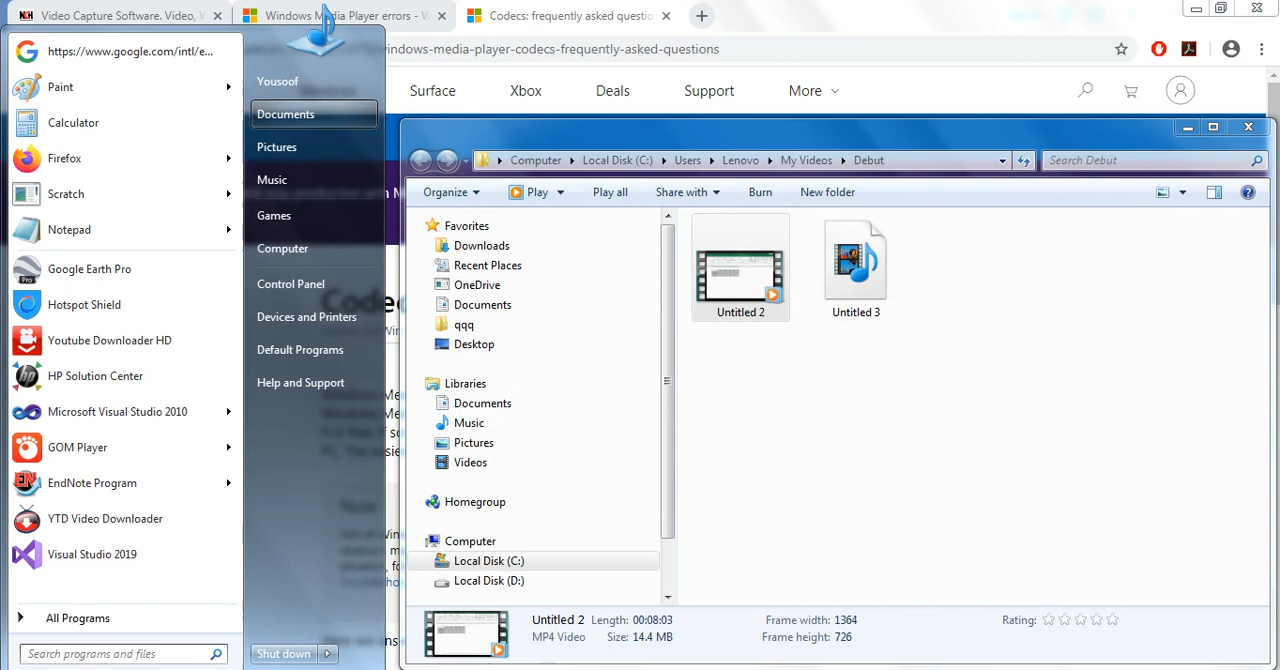 Video Capture Software. Video, W
Windows Media Player errors - W
Codecs: frequently asked questio
windows-media-player-codecs-frequently-asked-questions
Surface
Xbox
Deals
Support
More
https://www.google.com/intl/e...
Paint
Calculator
Firefox
Scratch
Notepad
Google Earth Pro
Hotspot Shield
Youtube Downloader HD
HP Solution Center
Microsoft Visual Studio 2010
GOM Player
EndNote Program
YTD Video Downloader
Visual Studio 2019
All Programs
Search programs and files
Yousoof
Documents
Pictures
Music
Games
Computer
Control Panel
Devices and Printers
Default Programs
Help and Support
Shut down
Computer
Local Disk (C:)
Users
Lenovo
My Videos
Debut
Search Debut
Organize
Play
Play all
Share with
Burn
New folder
Favorites
Downloads
Recent Places
OneDrive
Documents
qqq
Desktop
Libraries
Documents
Music
Pictures
Videos
Homegroup
Computer
Local Disk (C:)
Local Disk (D:)
Untitled 2
Untitled 3
Untitled 2 Length: 00:08:03 Frame width: 1364 Rating:
MP4 Video Size: 14.4 MB Frame height: 726